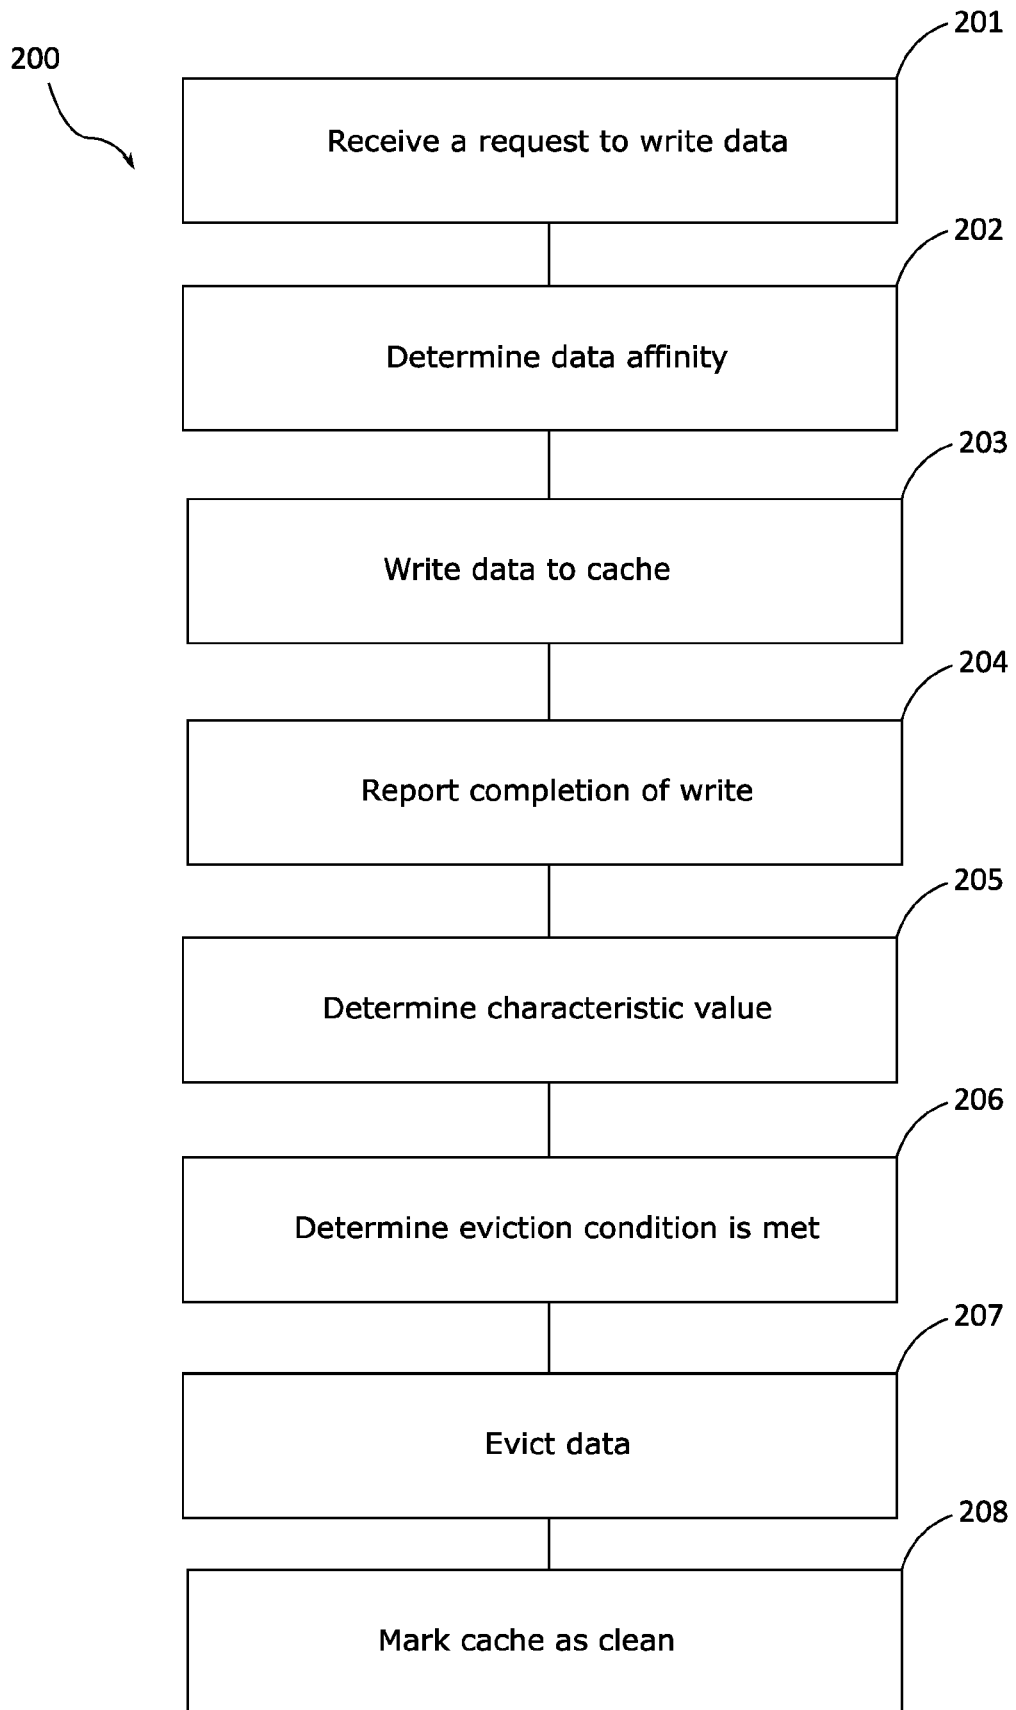 201
200
Receive a request to write data
202
Determine data affinity
203
Write data to cache
204
Report completion of write
205
Determine characteristic value
206
Determine eviction condition is met
207
Evict data
208
Mark cache as clean